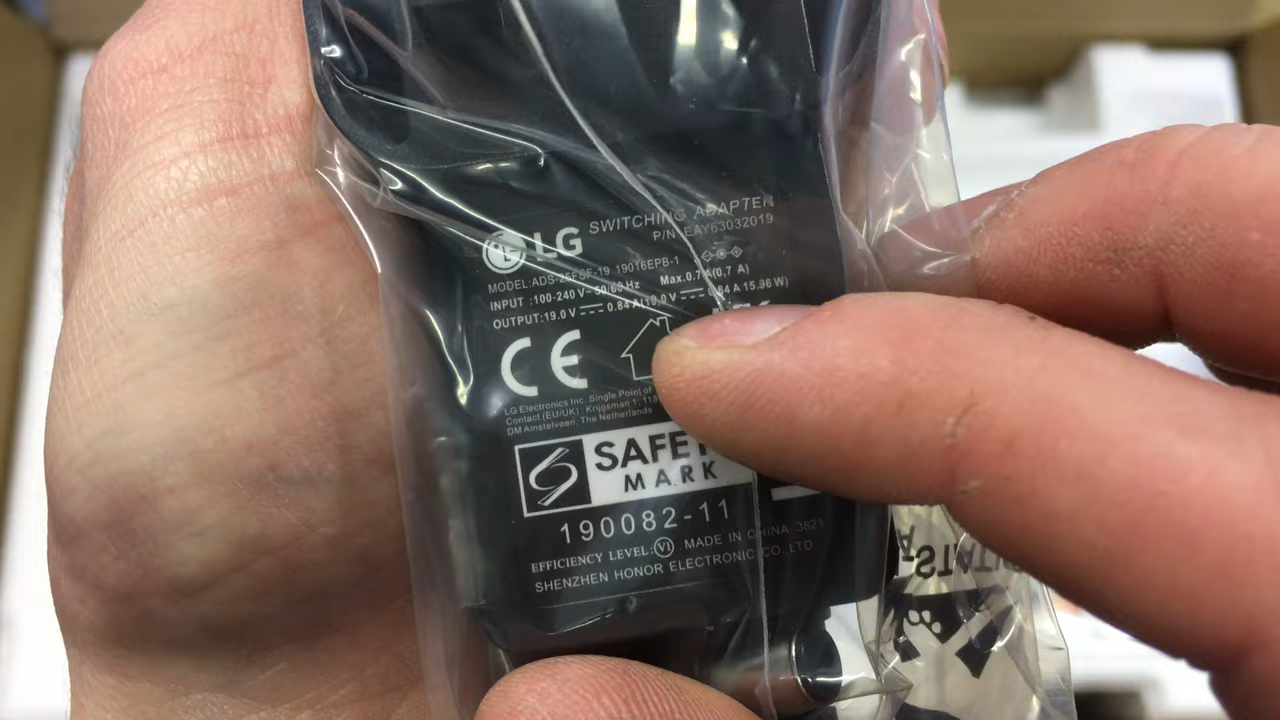 LG SWITCHING ADAPTER
P/N: EAY63032019
MODEL:ADS-25FSF-19 19016EPB-1
INPUT :100-240 V~ 50/60 Hz Max.0.7 A(0.7 A)
OUTPUT:19.0 V 0.84 A(19.0 V 0.84 A 15.96 W)
CE
LG Electronics Inc. Single Point of
Contact (EU/UK) : Krijgsman 1, 118
DM Amstelveen, The Netherlands
SAFETY
MARK
190082-11
EFFICIENCY LEVEL:VI MADE IN CHINA 3821
SHENZHEN HONOR ELECTRONIC CO.,LTD